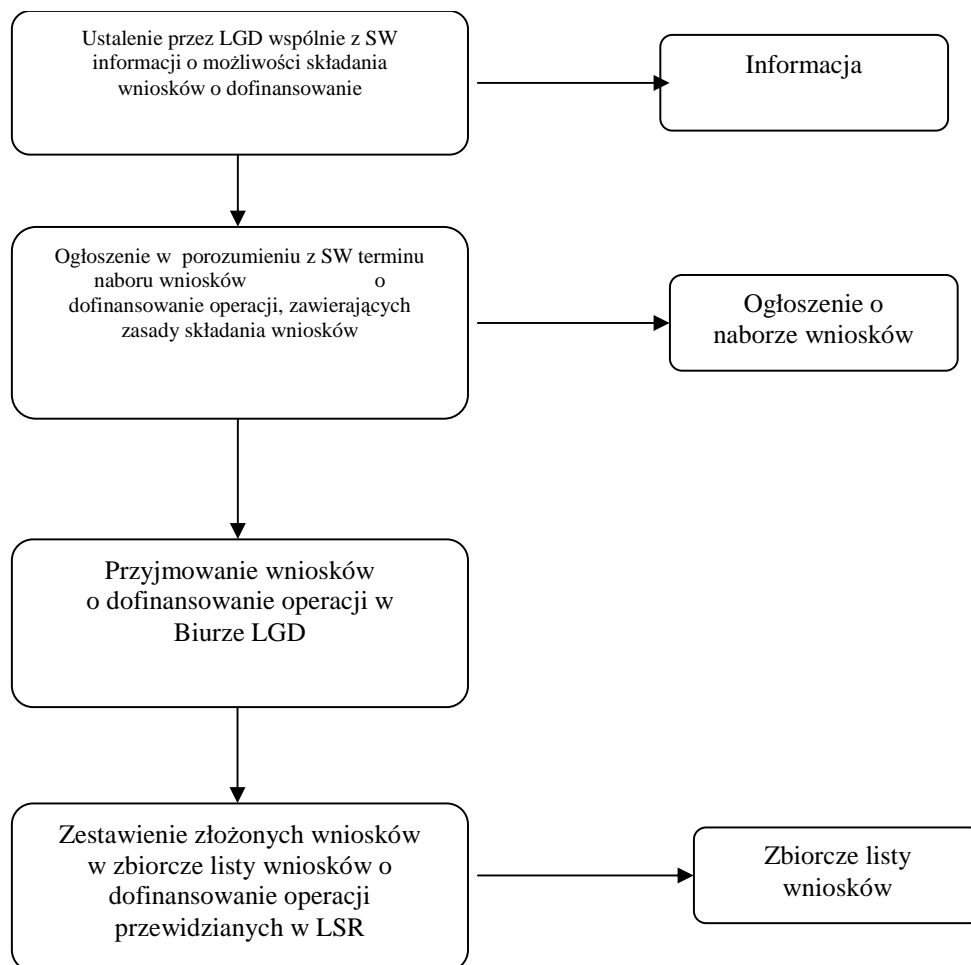 Ustalenie przez LGD wspólnie z SW
informacji o możliwości składania
wniosków o dofinansowanie
Informacja
Ogłoszenie w porozumieniu z SW terminu
naboru wniosków o
dofinansowanie operacji, zawierających
zasady składania wniosków
Ogłoszenie o
naborze wniosków
Przyjmowanie wniosków
o dofinansowanie operacji w
Biurze LGD
Zestawienie złożonych wniosków
w zbiorcze listy wniosków o
dofinansowanie operacji
przewidzianych w LSR
Zbiorcze listy
wniosków